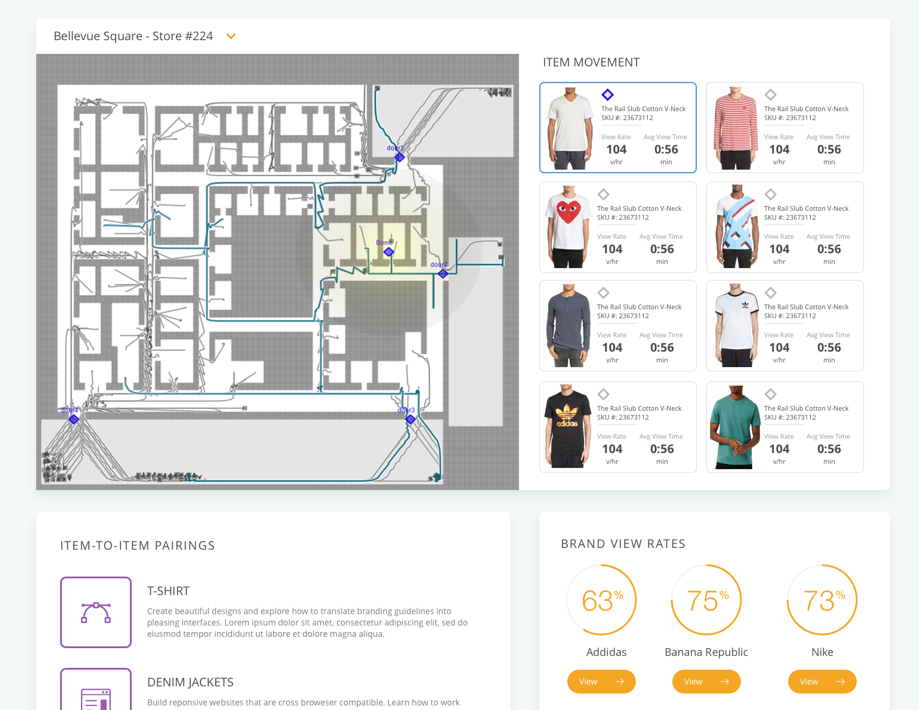 Bellevue Square - Store #224
door1
Bomb
door2
door4
door3
ITEM MOVEMENT
The Rail Slub Cotton V-Neck
SKU #: 23673112
View Rate
Avg View Time
104
0:56
v/hr
min
The Rail Slub Cotton V-Neck
SKU #: 23673112
View Rate
Avg View Time
104
0:56
v/hr
min
The Rail Slub Cotton V-Neck
SKU #: 23673112
View Rate
Avg View Time
104
0:56
v/hr
min
The Rail Slub Cotton V-Neck
SKU #: 23673112
View Rate
Avg View Time
104
0:56
v/hr
min
The Rail Slub Cotton V-Neck
SKU #: 23673112
View Rate
Avg View Time
104
0:56
v/hr
min
The Rail Slub Cotton V-Neck
SKU #: 23673112
View Rate
Avg View Time
104
0:56
v/hr
min
adidas
The Rail Slub Cotton V-Neck
SKU #: 23673112
View Rate
Avg View Time
104
0:56
v/hr
min
The Rail Slub Cotton V-Neck
SKU #: 23673112
View Rate
Avg View Time
104
0:56
v/hr
min
ITEM-TO-ITEM PAIRINGS
T-SHIRT
Create beautiful designs and explore how to translate branding guidelines into
pleasing interfaces. Lorem ipsum dolor sit amet, consectetur adipiscing elit, sed do
eiusmod tempor incididunt ut labore et dolore magna aliqua.
DENIM JACKETS
Build reponsive websites that are cross broweser compatible. Learn how to work
BRAND VIEW RATES
63%
75%
73%
Addidas
Banana Republic
Nike
View
View
View